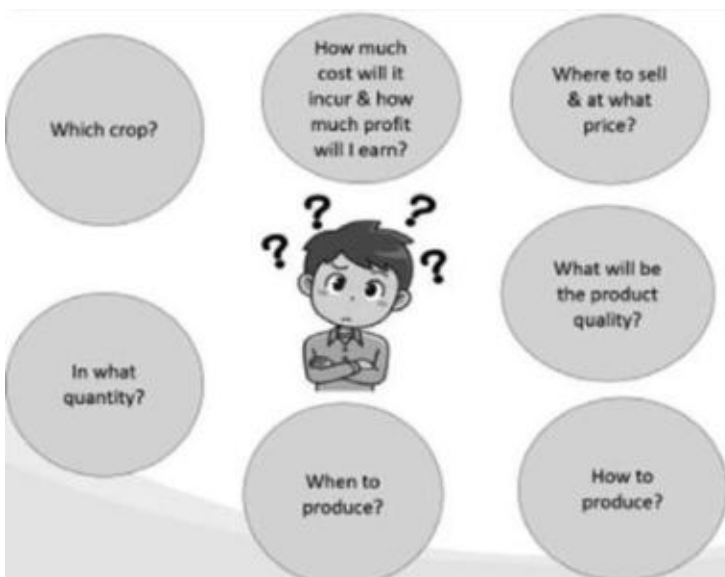 Which crop?
How much
cost will it
incur & how
much profit
will I earn?
Where to sell
& at what
price?
? ? ? ?
What will be
the product
quality?
In what
quantity?
When to
produce?
How to
produce?